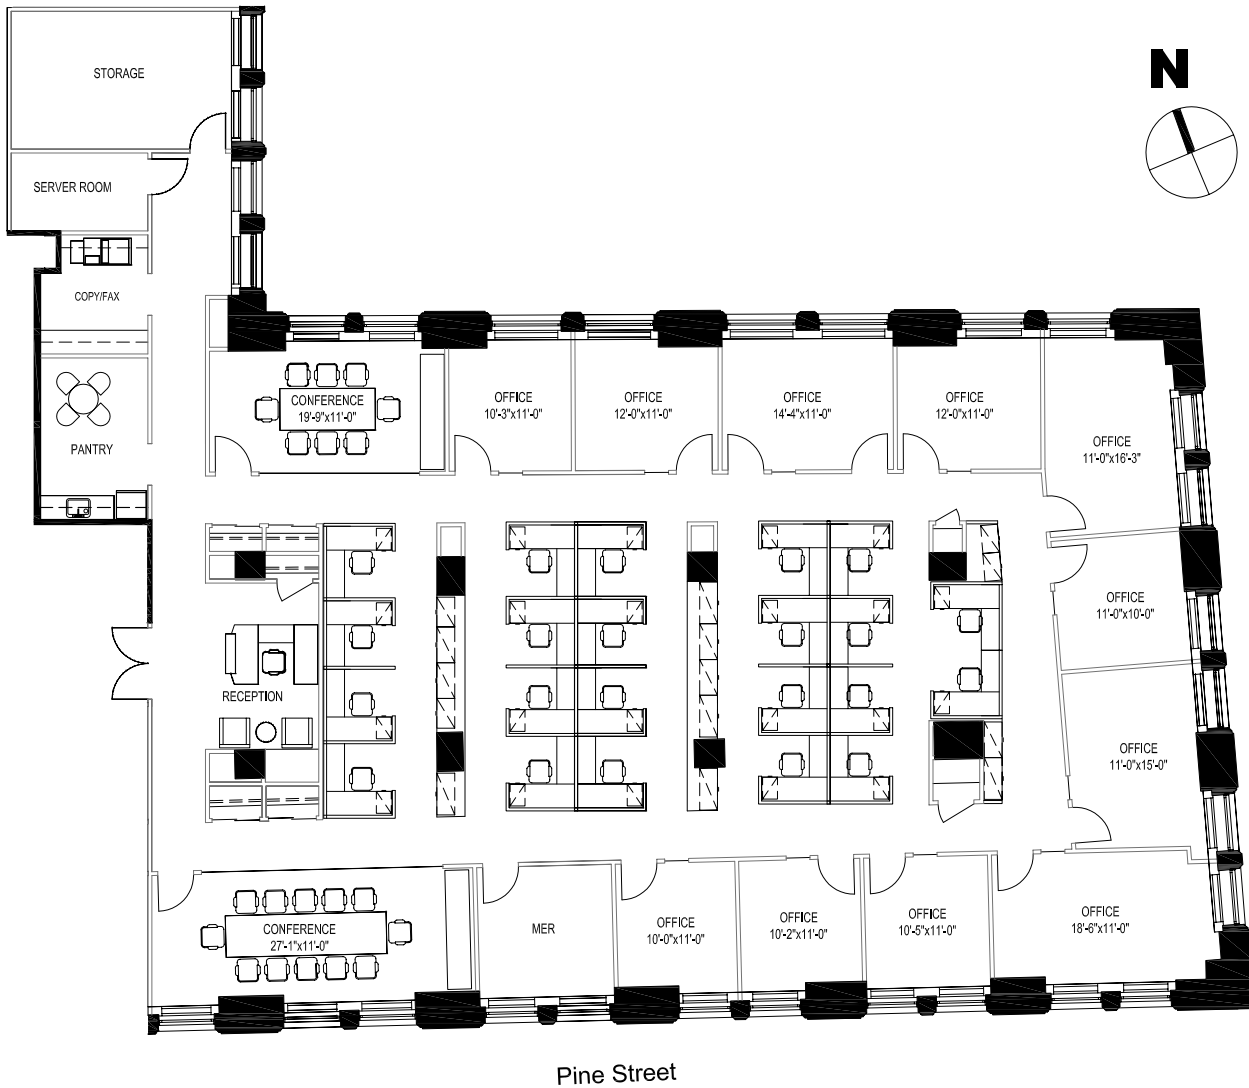 N
STORAGE
SERVER ROOM
COPY/FAX
PANTRY
CONFERENCE
19'-9"x11'-0"
OFFICE
10'-3"x11'-0"
OFFICE
12'-0"x11'-0"
OFFICE
14'-4"x11'-0"
OFFICE
12'-0"x11'-0"
OFFICE
11'-0"x16'-3"
OFFICE
11'-0"x10'-0"
RECEPTION
OFFICE
11'-0"x15'-0"
CONFERENCE
27'-1"x11'-0"
MER
OFFICE
10'-0"x11'-0"
OFFICE
10'-2"x11'-0"
OFFICE
10'-5"x11'-0"
OFFICE
18'-6"x11'-0"
Pine Street